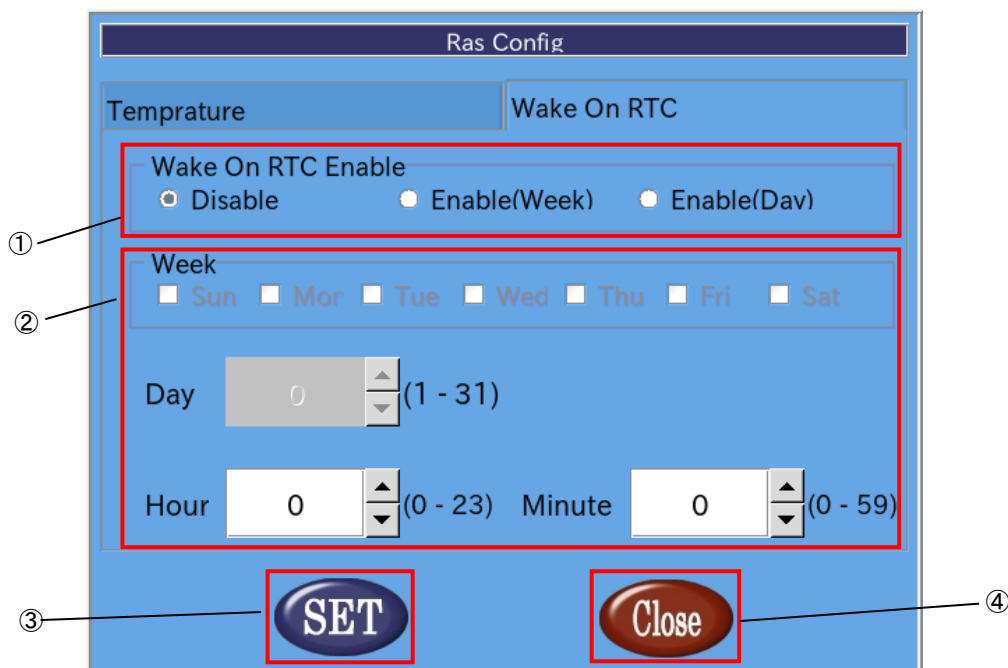 Ras Config
Temprature Wake On RTC
Wake On RTC Enable
Disable Enable(Week) Enable(Day)
①
Week
Sun Mor Tue Wed Thu Fri Sat
②
Day 0 (1 - 31)
Hour 0 (0 - 23) Minute 0 (0 - 59)
③ SET Close ④